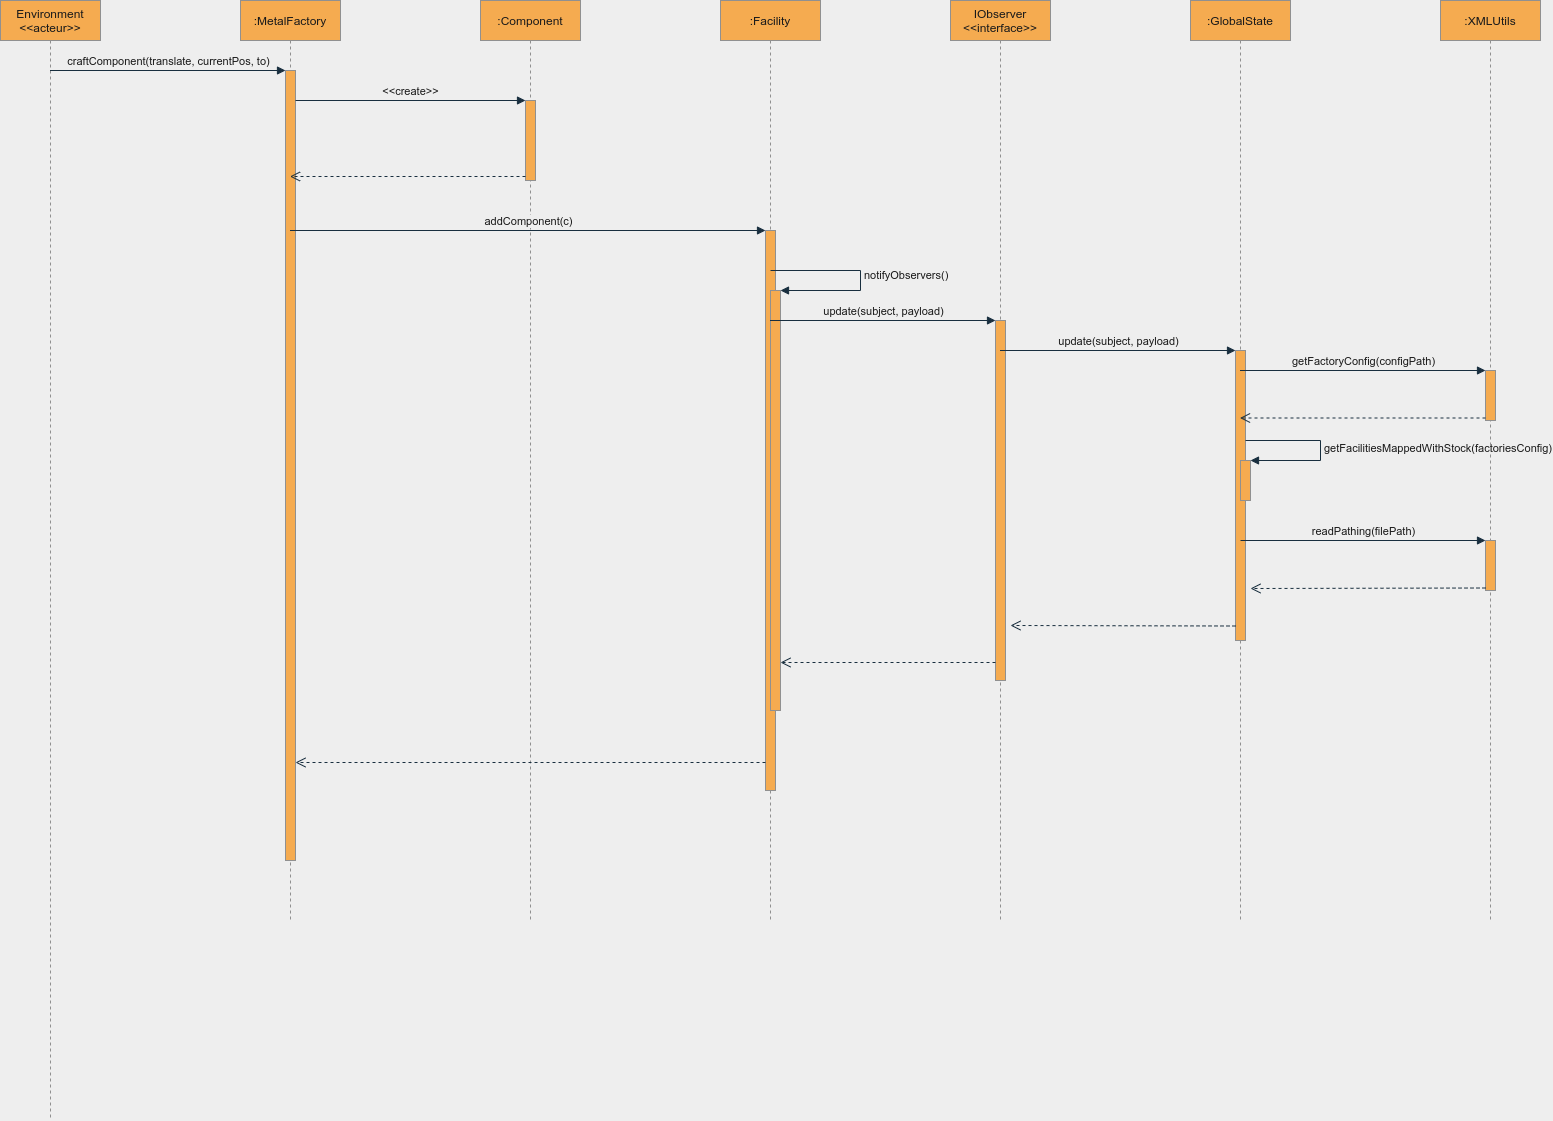 Environment
<<acteur>>
:MetalFactory
:Component
:Facility
IObserver
<<interface>>
:GlobalState
:XMLUtils
craftComponent(translate, currentPos, to)
<<create>>
addComponent(c)
notifyObservers()
update(subject, payload)
update(subject, payload)
getFactoryConfig(configPath)
getFacilitiesMappedWithStock(factoriesConfig)
readPathing(filePath)